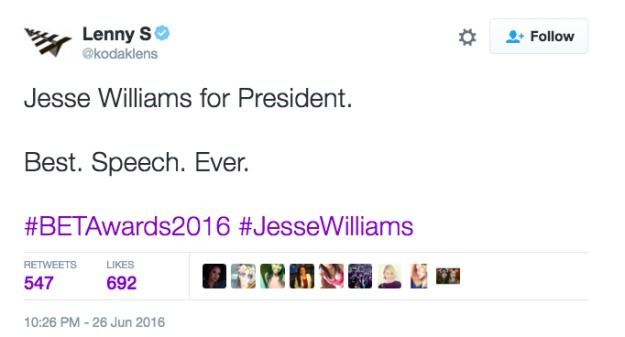 Lenny S
@kodaklens
Follow
Jesse Williams for President.
Best. Speech. Ever.
#BETAwards2016 #JesseWilliams
RETWEETS LIKES
547 692
10:26 PM - 26 Jun 2016